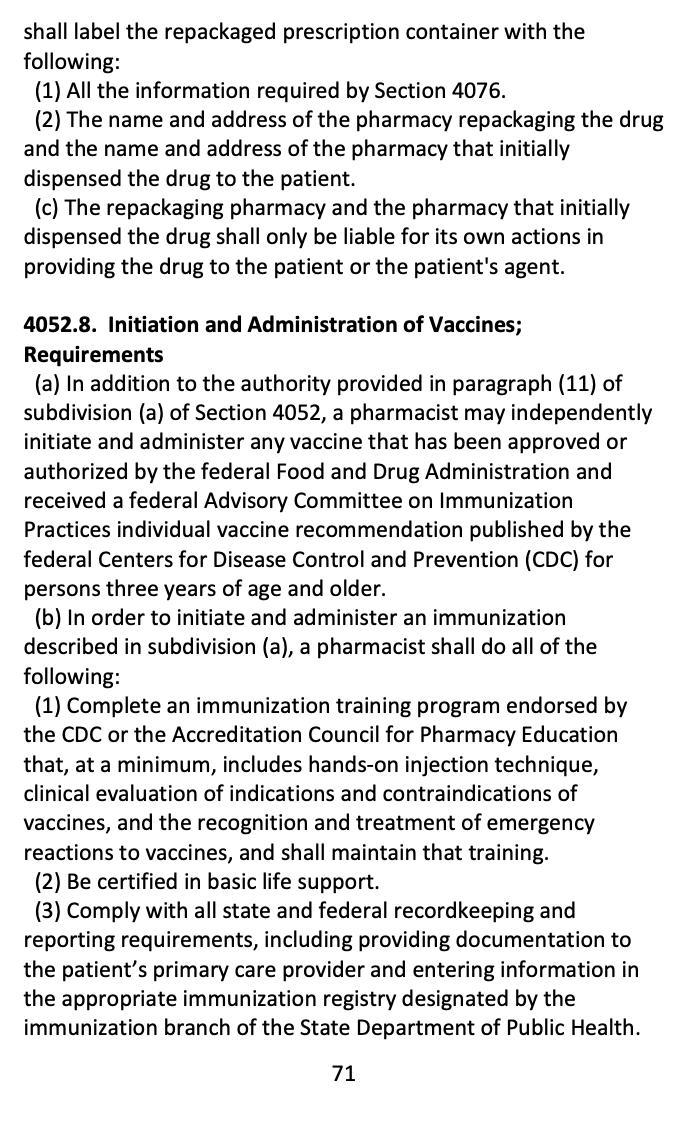 shall label the repackaged prescription container with the
following:
(1) All the information required by Section 4076.
(2) The name and address of the pharmacy repackaging the drug
and the name and address of the pharmacy that initially
dispensed the drug to the patient.
(c) The repackaging pharmacy and the pharmacy that initially
dispensed the drug shall only be liable for its own actions in
providing the drug to the patient or the patient's agent.
4052.8.  Initiation and Administration of Vaccines;
Requirements
(a) In addition to the authority provided in paragraph (11) of
subdivision (a) of Section 4052, a pharmacist may independently
initiate and administer any vaccine that has been approved or
authorized by the federal Food and Drug Administration and
received a federal Advisory Committee on Immunization
Practices individual vaccine recommendation published by the
federal Centers for Disease Control and Prevention (CDC) for
persons three years of age and older.
(b) In order to initiate and administer an immunization
described in subdivision (a), a pharmacist shall do all of the
following:
(1) Complete an immunization training program endorsed by
the CDC or the Accreditation Council for Pharmacy Education
that, at a minimum, includes hands-on injection technique,
clinical evaluation of indications and contraindications of
vaccines, and the recognition and treatment of emergency
reactions to vaccines, and shall maintain that training.
(2) Be certified in basic life support.
(3) Comply with all state and federal recordkeeping and
reporting requirements, including providing documentation to
the patient’s primary care provider and entering information in
the appropriate immunization registry designated by the
immunization branch of the State Department of Public Health.
71